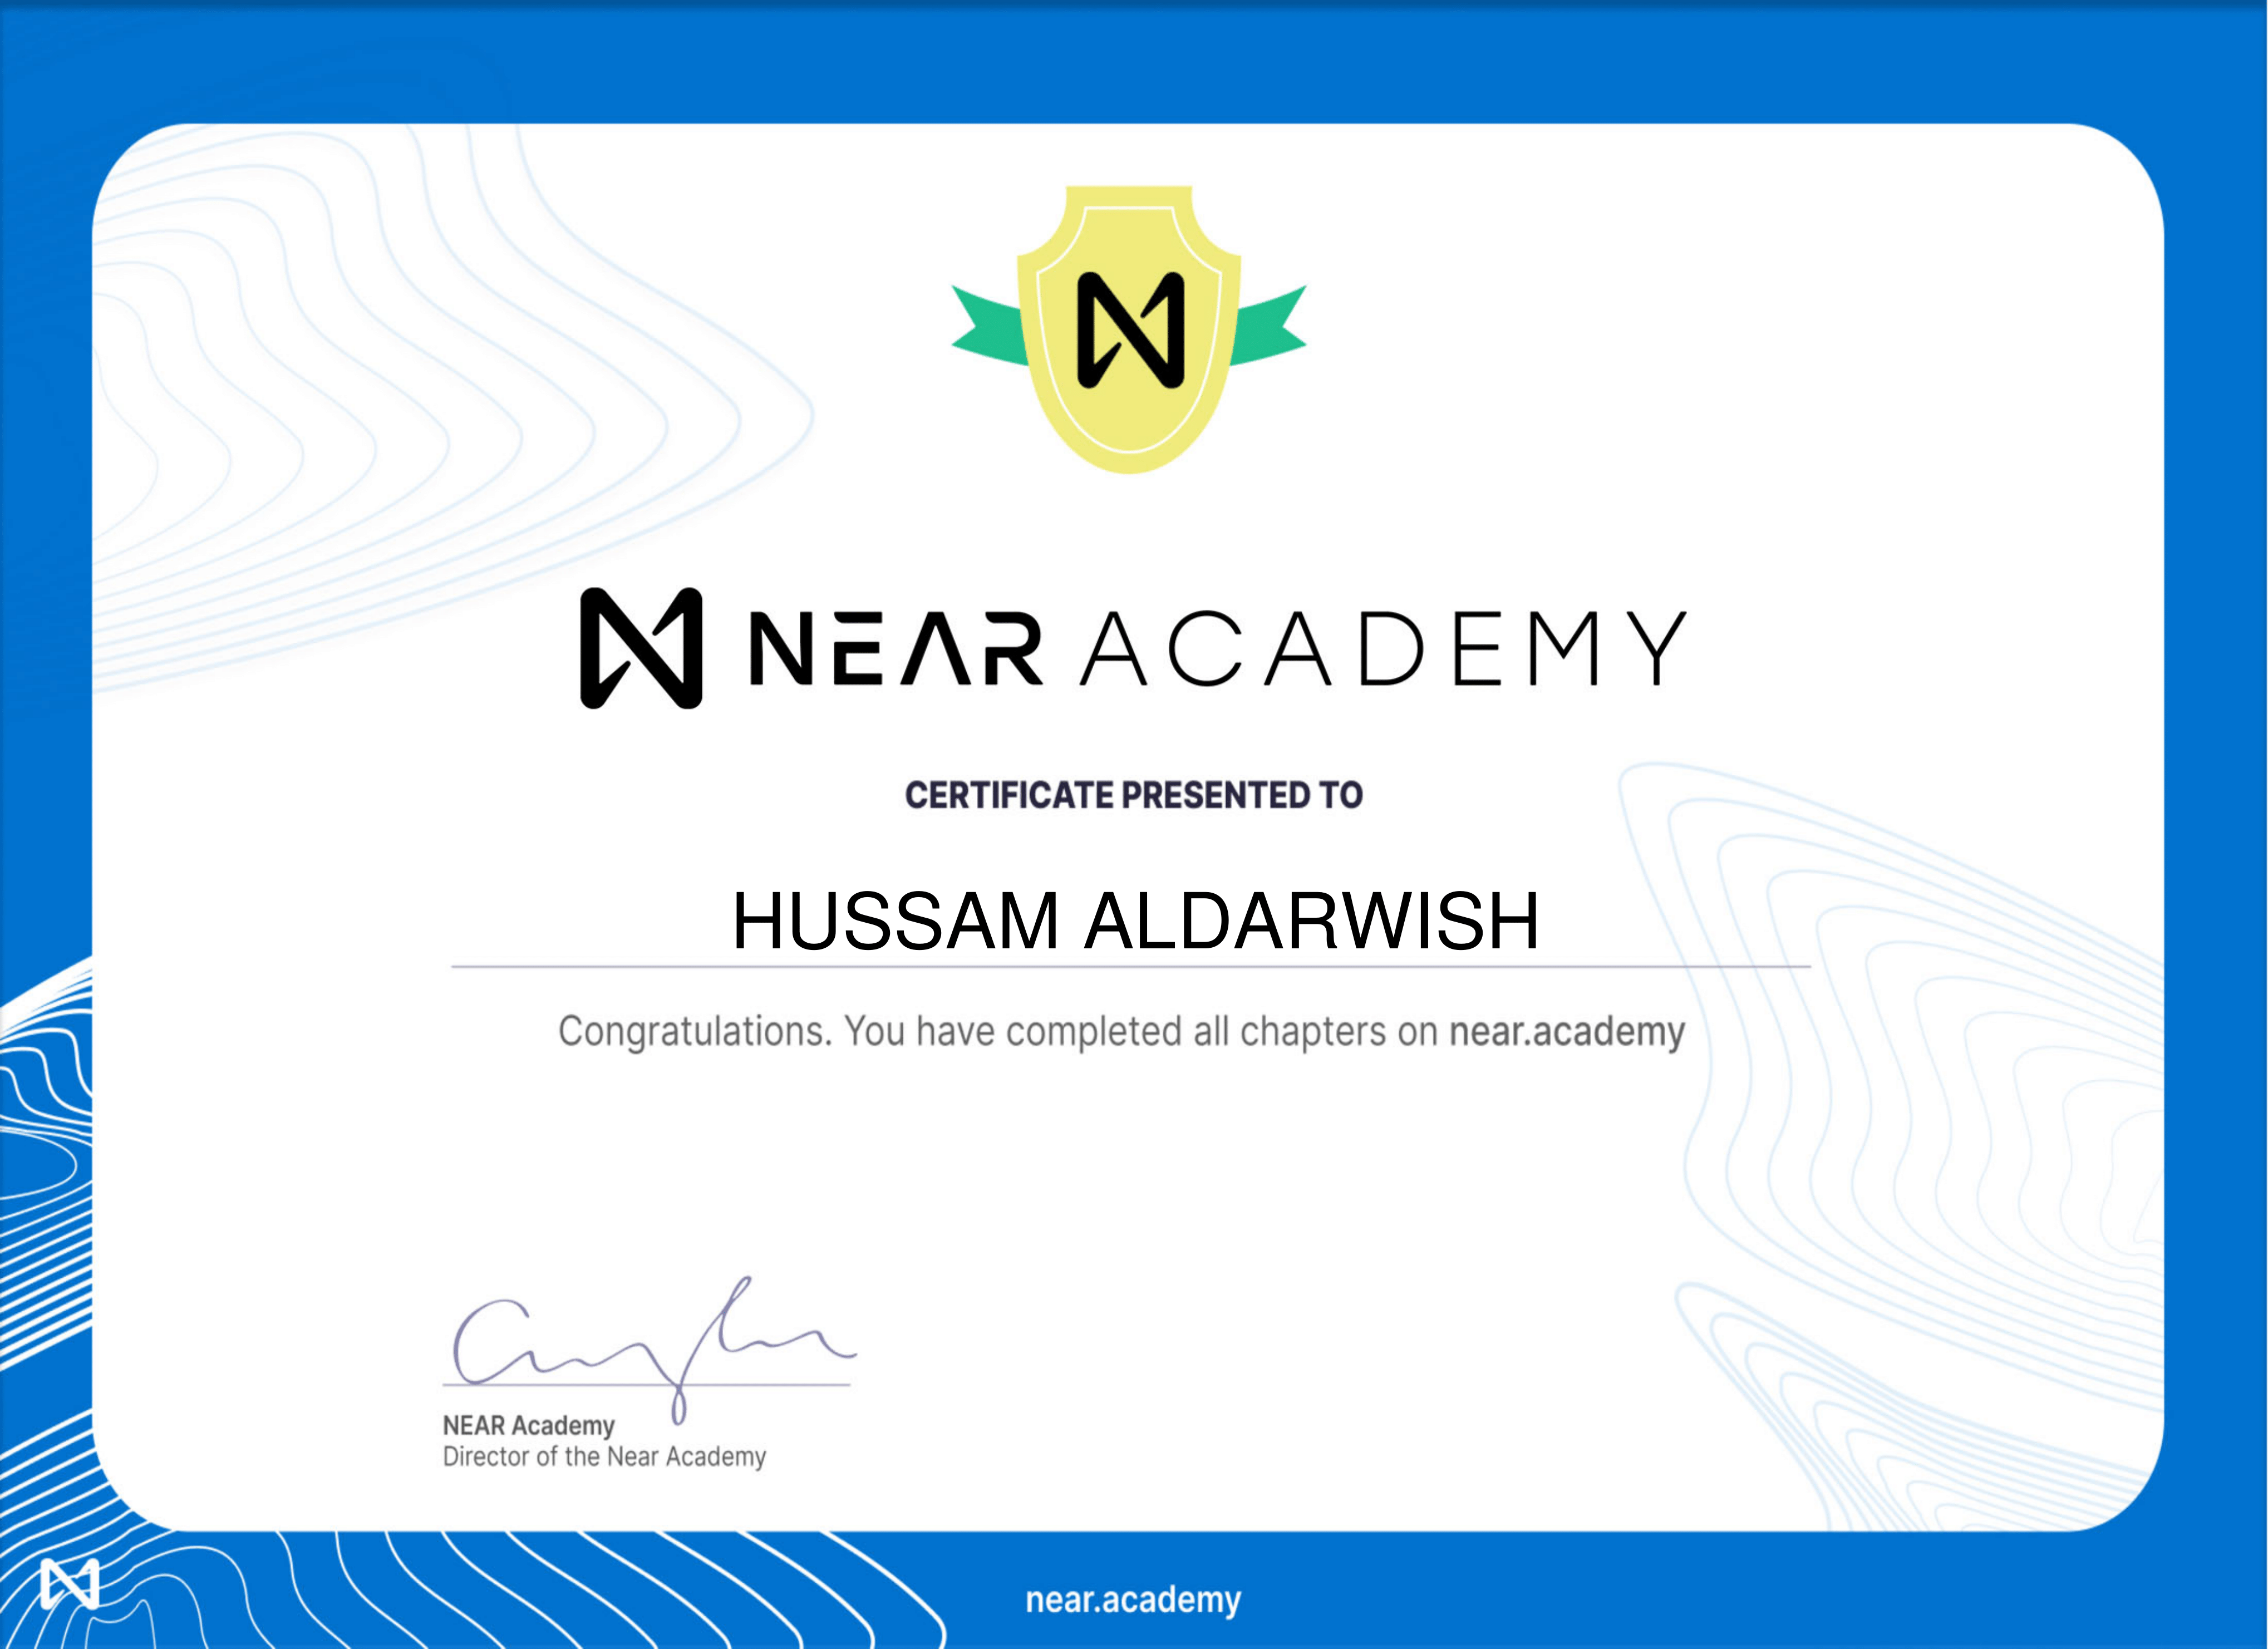 NEAR ACADEMY
CERTIFICATE PRESENTED TO
HUSSAM ALDARWISH
Congratulations. You have completed all chapters on near.academy
NEAR Academy
Director of the Near Academy
near.academy